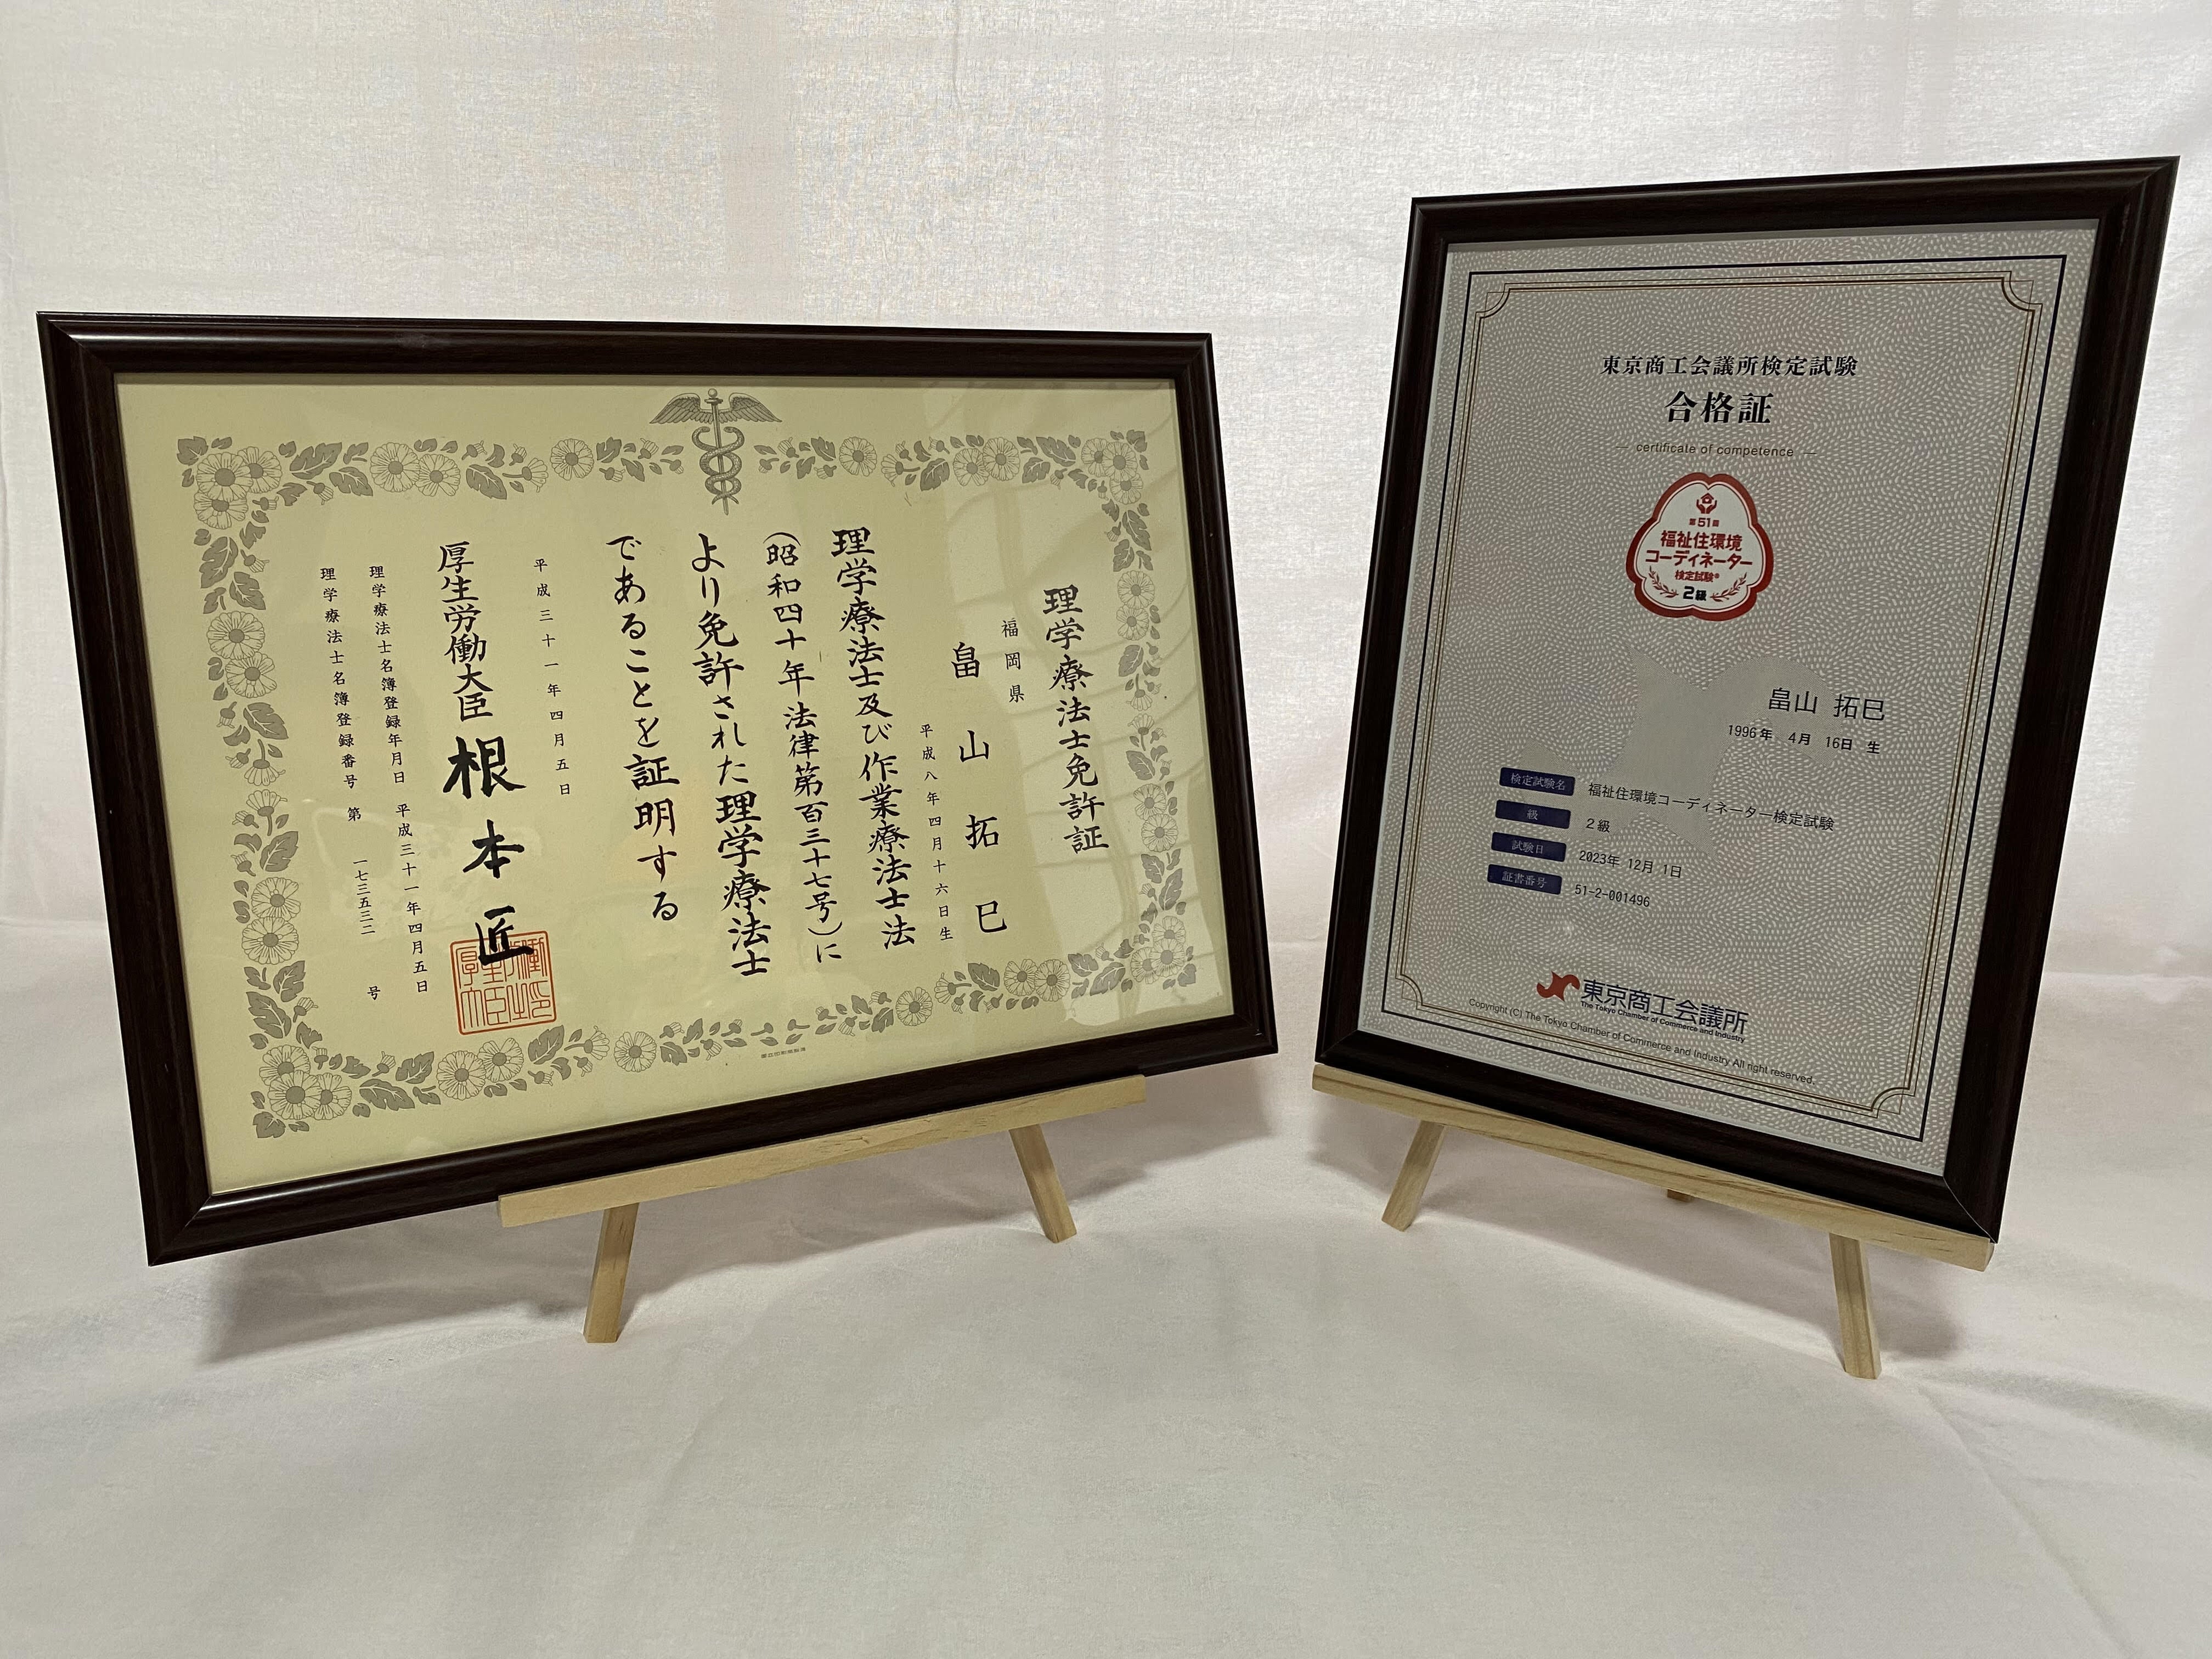 理学療法士免許証
福岡県
畠山拓巳
平成八年四月十六日生
理学療法士及び作業療法士法
(昭和四十年法律第百三十七号)に
より免許された理学療法士
であることを証明する
平成三十一年四月五日
厚生労働大臣 根本匠
理学療法士名簿登録年月日 平成三十一年四月五日
理学療法士名簿登録番号 第 一七三五三二 号
東京商工会議所検定試験
合格証
certificate of competence
第51回
福祉住環境
コーディネーター
検定試験®
2級
畠山 拓巳
1996年 4月 16日 生
検定試験名 福祉住環境コーディネーター検定試験
級 2級
試験日 2023年 12月 1日
証書番号 51-2-001496
東京商工会議所
The Tokyo Chamber of Commerce and Industry
Copyright (C) The Tokyo Chamber of Commerce and Industry All right reserved.